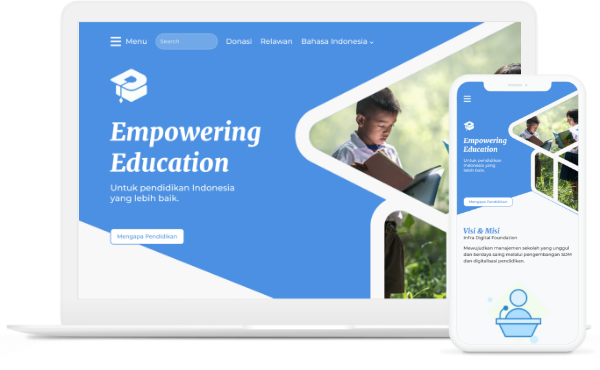 Menu
Search
Donasi
Relawan
Bahasa Indonesia
Empowering
Education
Untuk pendidikan Indonesia
yang lebih baik.
Mengapa Pendidikan
Empowering
Education
Untuk pendidikan
Indonesia yang
lebih baik.
Mengapa Pendidikan
Visi & Misi
Infra Digital Foundation
Mewujudkan manajemen sekolah yang unggul
dan berdaya saing melalui pengembangan SDM
dan digitalisasi pendidikan.